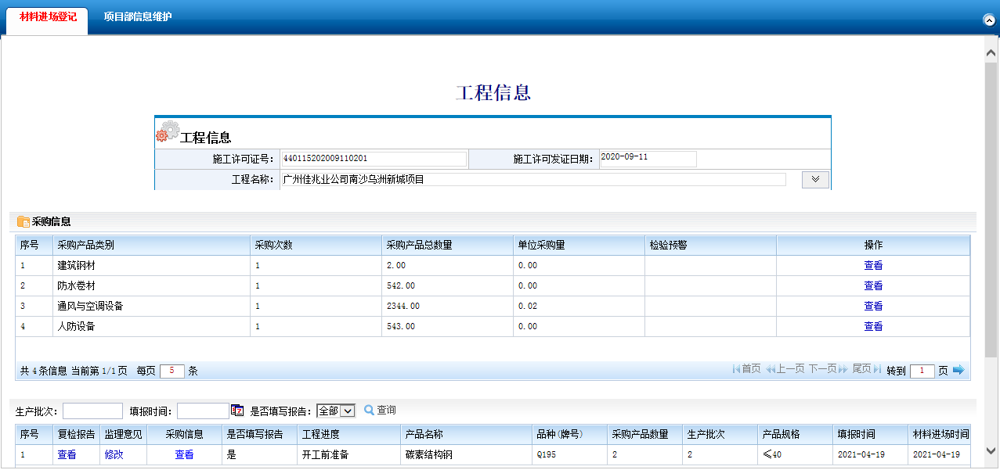 材料进场登记 项目部信息维护
工程信息
工程信息
施工许可证号： 440115202009110201 施工许可发证日期： 2020-09-11
工程名称： 广州佳兆业公司南沙乌洲新城项目
采购信息
序号 采购产品类别 采购次数 采购产品总数量 单位采购量 检验预警 操作
1 建筑钢材 1 2.00 0.00 查看
2 防水卷材 1 542.00 0.00 查看
3 通风与空调设备 1 2344.00 0.02 查看
4 人防设备 1 543.00 0.00 查看
共 4 条信息 当前第 1/1 页 每页 5 条 首页 上一页 下一页 尾页 转到 1 页
生产批次： 填报时间： 是否填写报告： 全部 查询
序号 复检报告 监理意见 采购信息 是否填写报告 工程进度 产品名称 品种(牌号) 采购产品数量 生产批次 产品规格 填报时间 材料进场时间
1 查看 修改 查看 是 开工前准备 碳素结构钢 Q195 2 2 ≤40 2021-04-19 2021-04-19